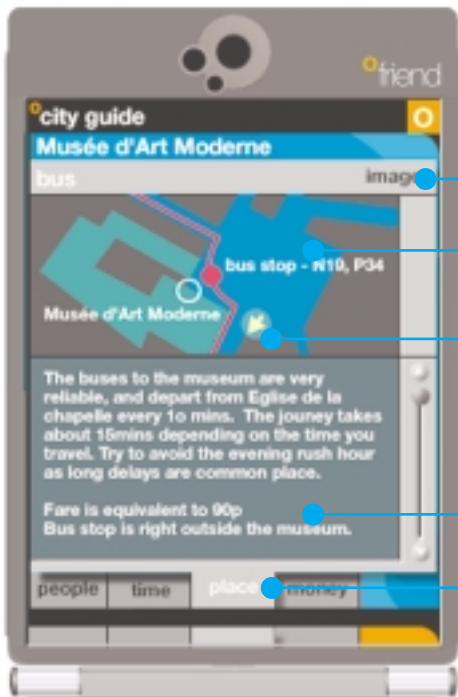 friend
city guide
Musée d'Art Moderne
bus
image
bus stop - N19, P34
Musée d'Art Moderne
The buses to the museum are very
reliable, and depart from Eglise de la
chapelle every 1o mins. The jouney takes
about 15mins depending on the time you
travel. Try to avoid the evening rush hour
as long delays are common place.
Fare is equivalent to 90p
Bus stop is right outside the museum.
people
time
place
money